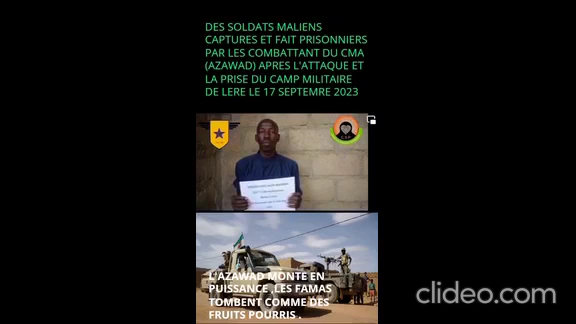 DES SOLDATS MALIENS
CAPTURES ET FAIT PRISONNIERS
PAR LES COMBATTANT DU CMA
(AZAWAD) APRES L'ATTAQUE ET
LA PRISE DU CAMP MILITAIRE
DE LERE LE 17 SEPTEMRE 2023
L'AZAWAD MONTE EN
PUISSANCE ,LES FAMAS
TOMBENT COMME DES
FRUITS POURRIS .
clideo.com